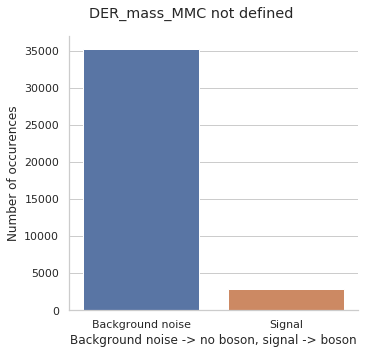 DER_mass_MMC not defined
35000
30000
25000
20000
15000
10000
5000
0
Number of occurences
Background noise
Signal
Background noise -> no boson, signal -> boson